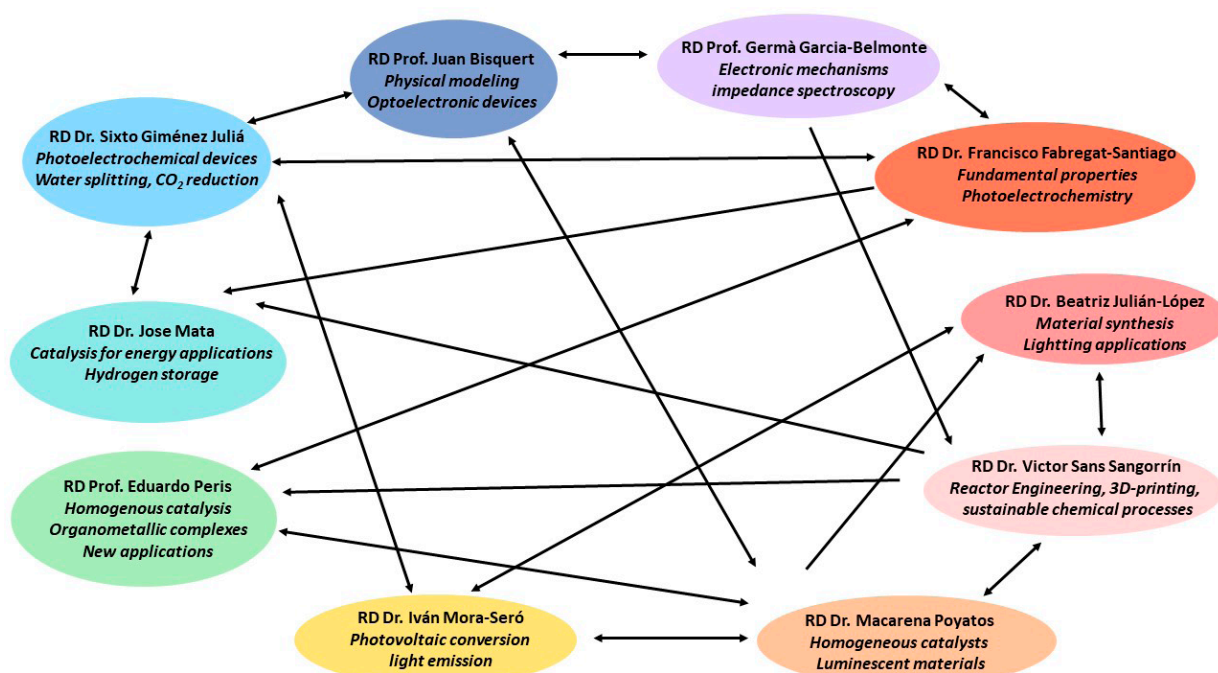 RD Prof. Juan Bisquert
Physical modeling
Optoelectronic devices
RD Prof. Germà Garcia-Belmonte
Electronic mechanisms
impedance spectroscopy
RD Dr. Sixto Giménez Juliá
Photoelectrochemical devices
Water splitting, CO₂ reduction
RD Dr. Francisco Fabregat-Santiago
Fundamental properties
Photoelectrochemistry
RD Dr. Jose Mata
Catalysis for energy applications
Hydrogen storage
RD Dr. Beatriz Julián-López
Material synthesis
Lightting applications
RD Prof. Eduardo Peris
Homogenous catalysis
Organometallic complexes
New applications
RD Dr. Victor Sans Sangorrín
Reactor Engineering, 3D-printing,
sustainable chemical processes
RD Dr. Iván Mora-Seró
Photovoltaic conversion
light emission
RD Dr. Macarena Poyatos
Homogeneous catalysts
Luminescent materials